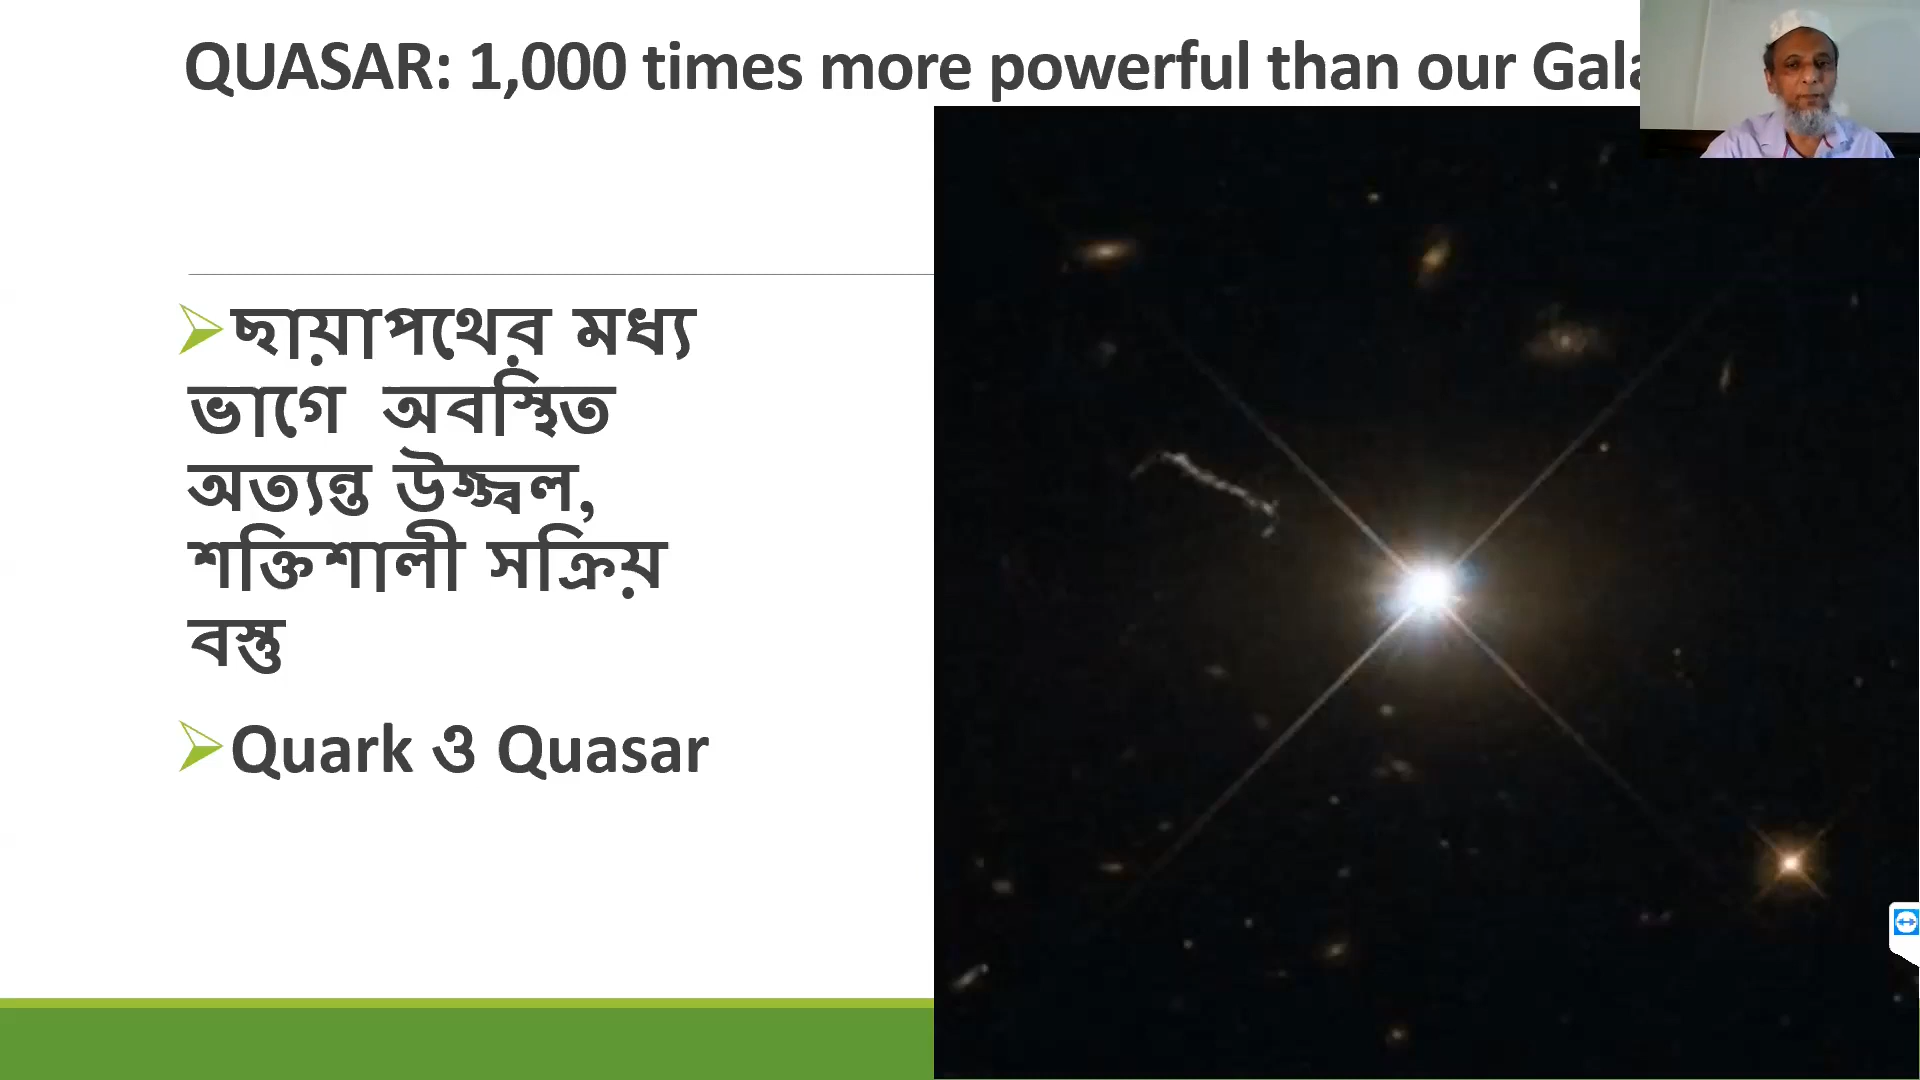 QUASAR: 1,000 times more powerful than our Gala
ছায়াপথের মধ্য
ভাগে অবস্থিত
অত্যন্ত উজ্জ্বল,
শক্তিশালী সক্রিয়
বস্তু
Quark ও Quasar